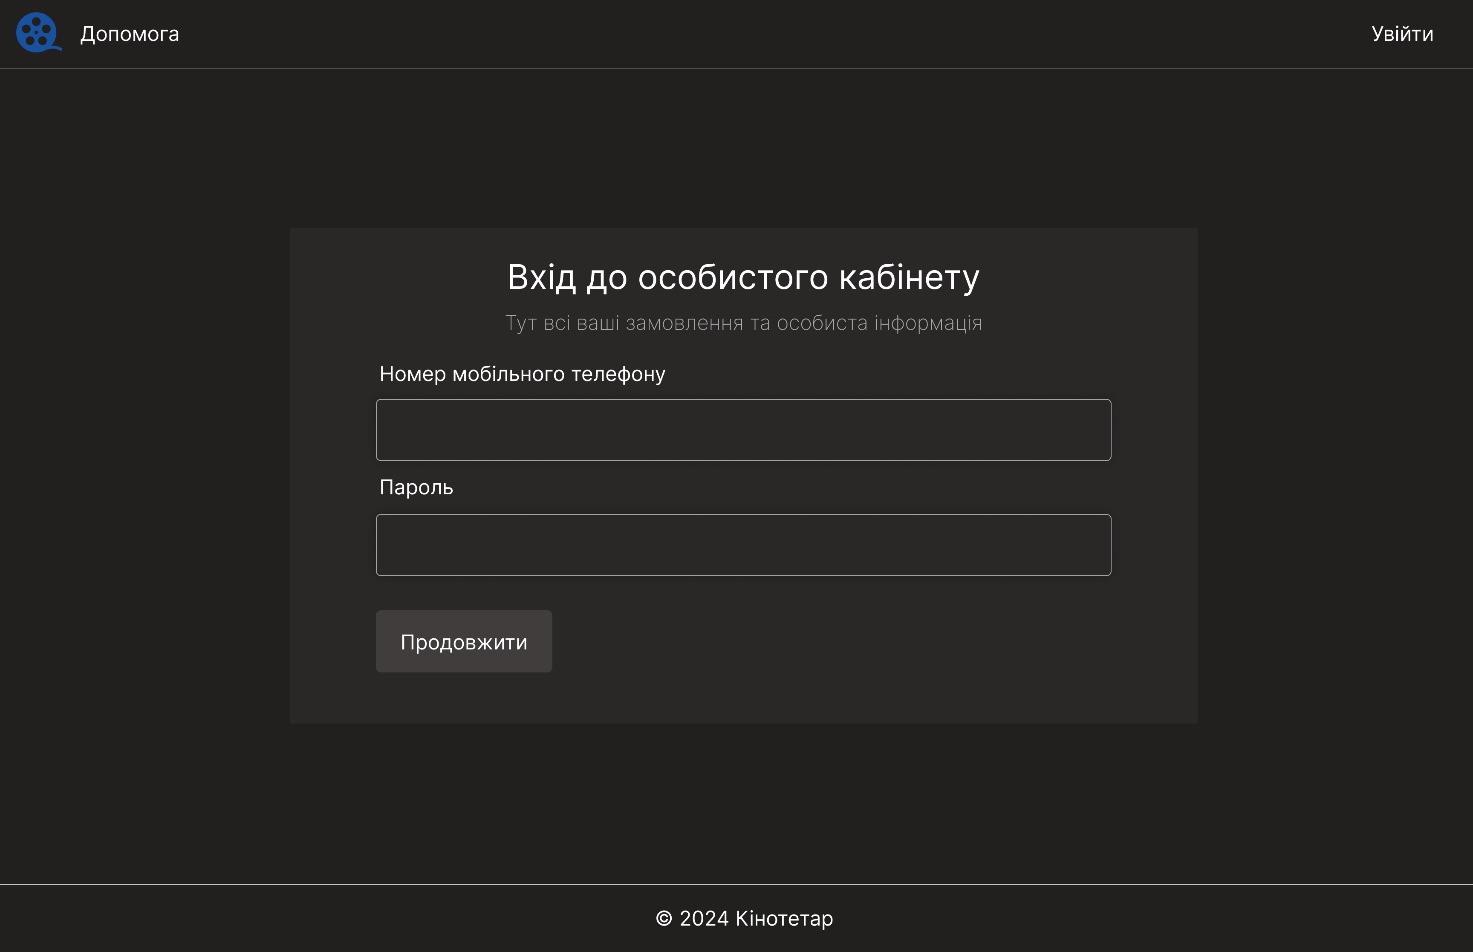 Допомога
Увійти
Вхід до особистого кабінету
Тут всі ваші замовлення та особиста інформація
Номер мобільного телефону
Пароль
Продовжити
© 2024 Кінотетар